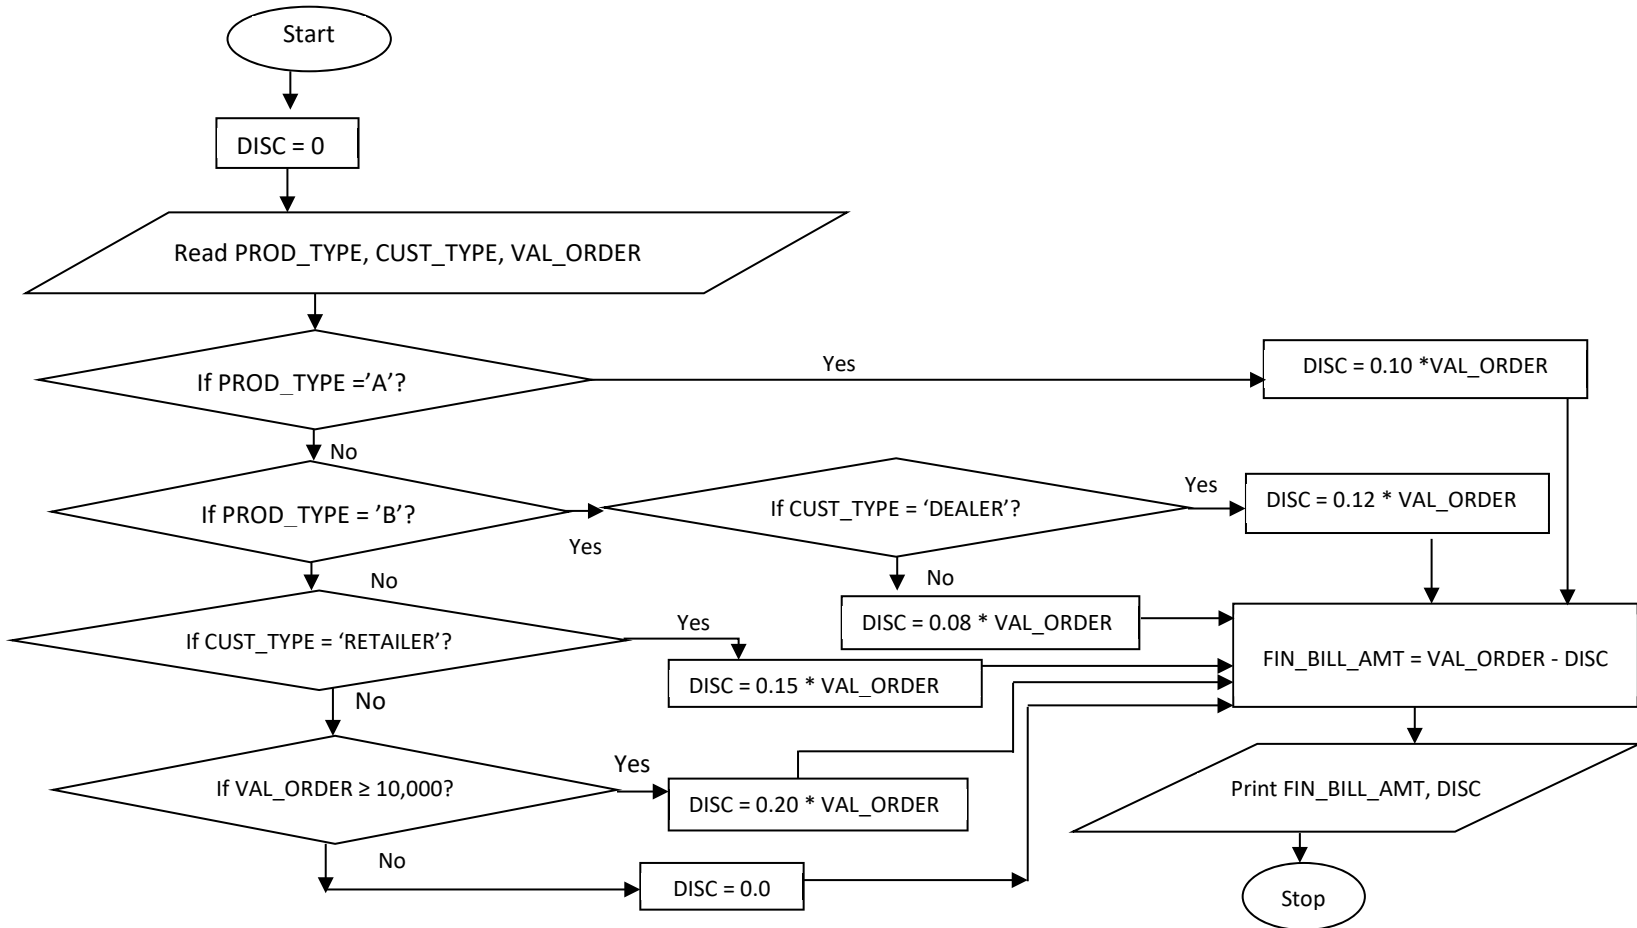 Start
DISC = 0
Read PROD_TYPE, CUST_TYPE, VAL_ORDER
If PROD_TYPE =’A’?
Yes
DISC = 0.10 *VAL_ORDER
No
If PROD_TYPE = ’B’?
Yes
If CUST_TYPE = ‘DEALER’?
Yes
DISC = 0.12 * VAL_ORDER
No
DISC = 0.08 * VAL_ORDER
No
If CUST_TYPE = ‘RETAILER’?
Yes
DISC = 0.15 * VAL_ORDER
FIN_BILL_AMT = VAL_ORDER - DISC
No
If VAL_ORDER ≥ 10,000?
Yes
DISC = 0.20 * VAL_ORDER
Print FIN_BILL_AMT, DISC
No
DISC = 0.0
Stop